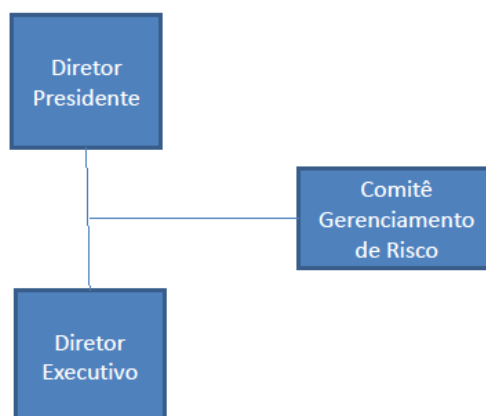 Diretor
Presidente
Comitê
Gerenciamento
de Risco
Diretor
Executivo